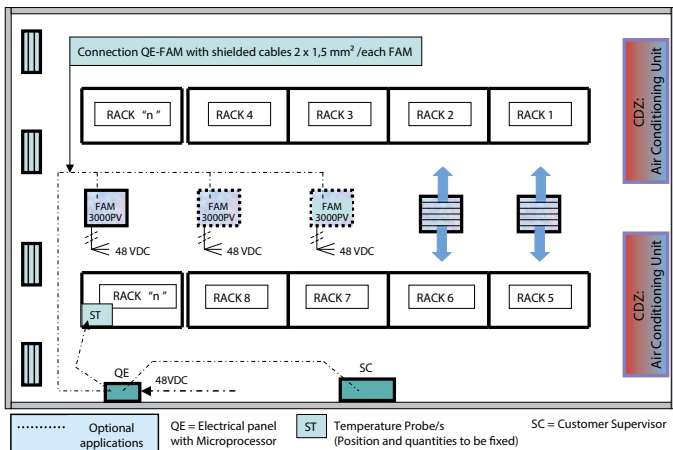 Connection QE-FAM with shielded cables 2 x 1,5 mm² /each FAM
CDZ:
Air Conditioning Unit
RACK "n"
RACK 4
RACK 3
RACK 2
RACK 1
FAM
3000PV
FAM
3000PV
FAM
3000PV
48 VDC
48 VDC
48 VDC
CDZ:
Air Conditioning Unit
RACK "n"
RACK 8
RACK 7
RACK 6
RACK 5
ST
QE
48VDC
SC
Optional
applications
QE = Electrical panel
with Microprocessor
ST
Temperature Probe/s
(Position and quantities to be fixed)
SC = Customer Supervisor